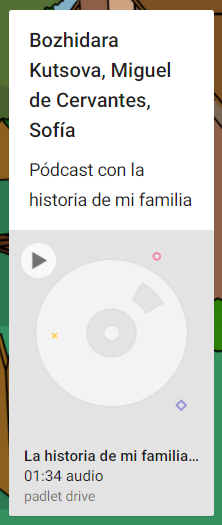 Bozhidara
Kutsova, Miguel
de Cervantes,
Sofía
Pódcast con la
historia de mi familia
La historia de mi familia...
01:34 audio
padlet drive